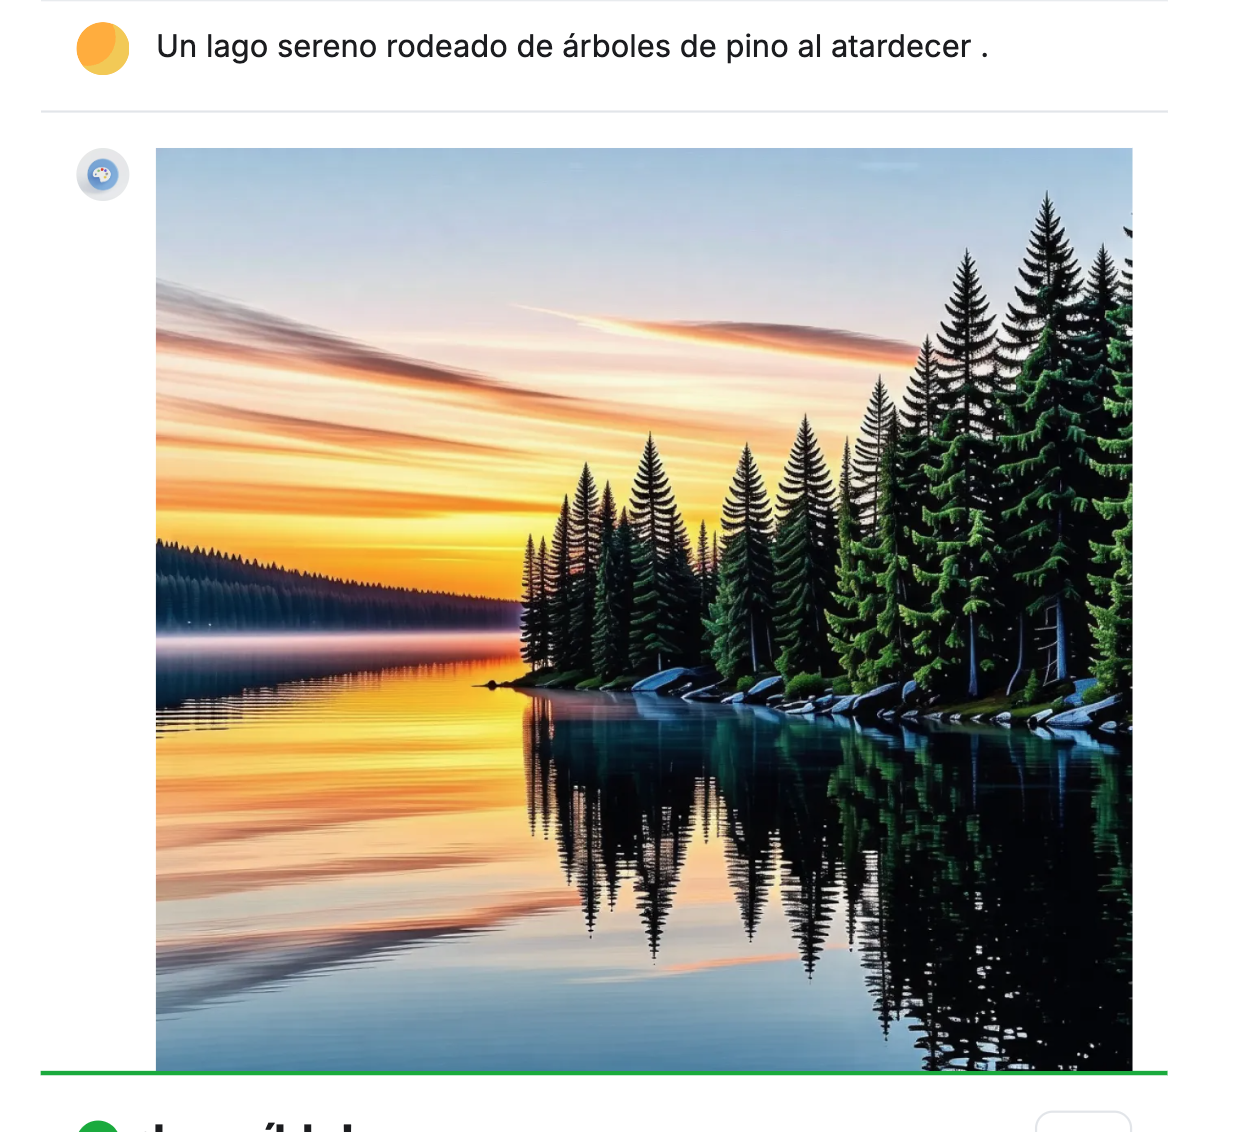 Un lago sereno rodeado de árboles de pino al atardecer .